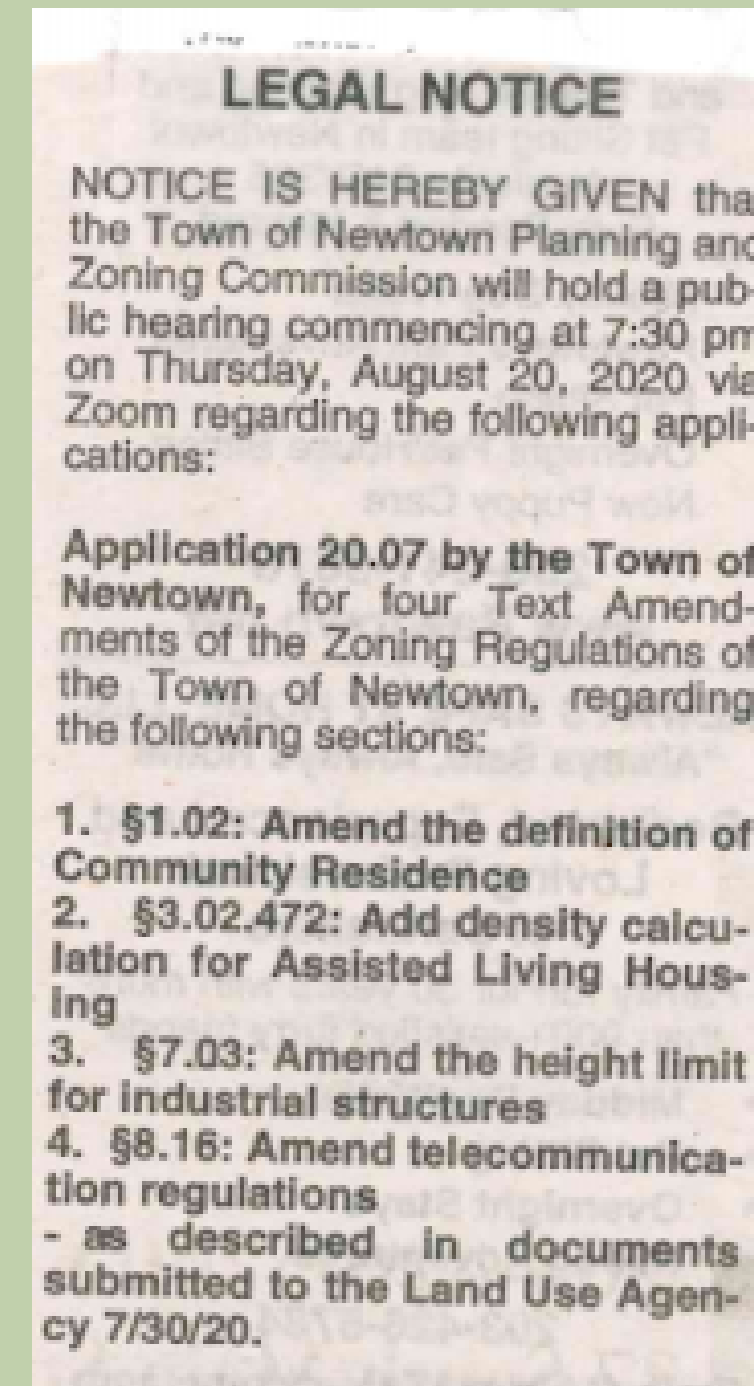 LEGAL NOTICE
NOTICE IS HEREBY GIVEN tha
the Town of Newtown Planning and
Zoning Commission will hold a pub-
lic hearing commencing at 7:30 pm
on Thursday, August 20, 2020 via
Zoom regarding the following appli-
cations:
Application 20.07 by the Town of
Newtown, for four Text Amend-
ments of the Zoning Regulations of
the Town of Newtown, regarding
the following sections:
1. §1.02: Amend the definition of
Community Residence
2. §3.02.472: Add density calcu-
lation for Assisted Living Hous-
ing
3. §7.03: Amend the height limit
for industrial structures
4. §8.16: Amend telecommunica-
tion regulations
- as described in documents
submitted to the Land Use Agen-
cy 7/30/20.